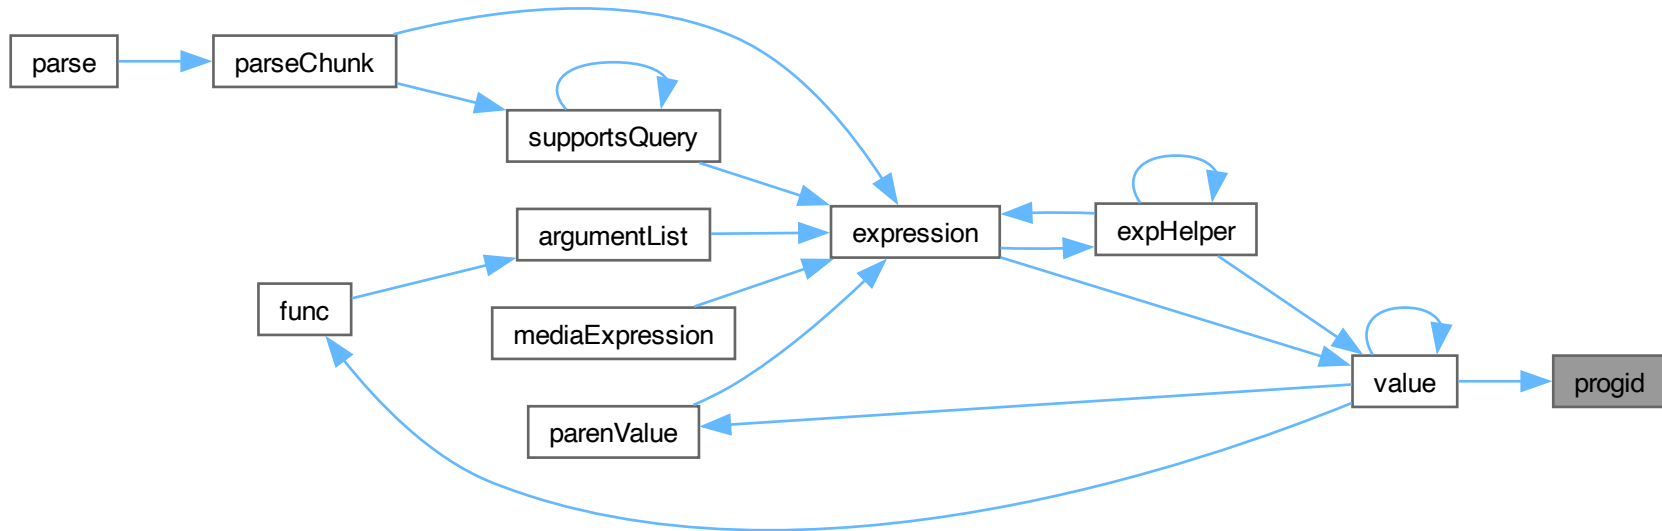 parse
parseChunk
supportsQuery
argumentList
expression
expHelper
func
mediaExpression
value
progid
parenValue